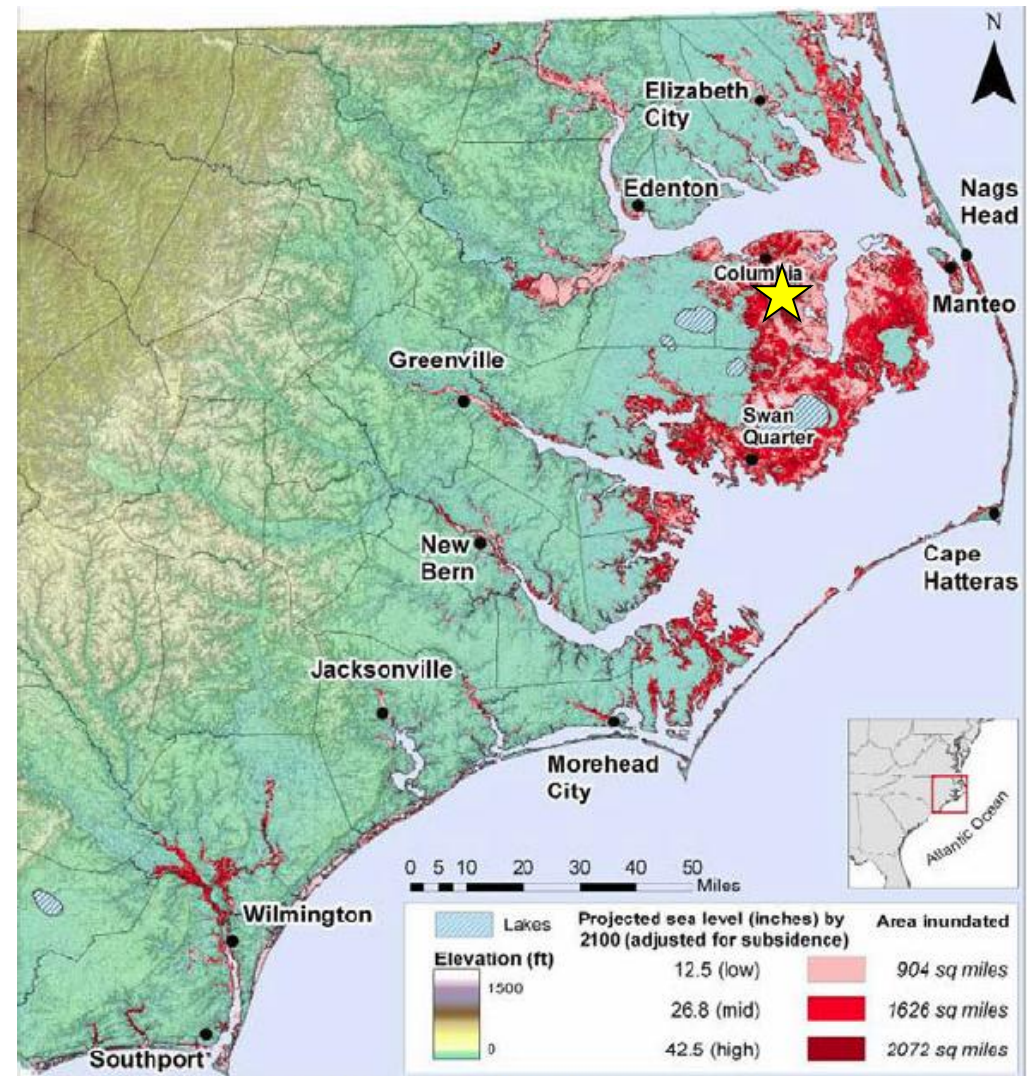 N
Elizabeth
City
Edenton
Nags
Head
Columbia
Manteo
Greenville
Swan
Quarter
New
Bern
Cape
Hatteras
Jacksonville
Morehead
City
Atlantic Ocean
0 5 10 20 30 40 50
Miles
Wilmington
Southport
Lakes
Elevation (ft)
1500
0
Projected sea level (inches) by
2100 (adjusted for subsidence)
Area inundated
12.5 (low) 904 sq miles
26.8 (mid) 1626 sq miles
42.5 (high) 2072 sq miles